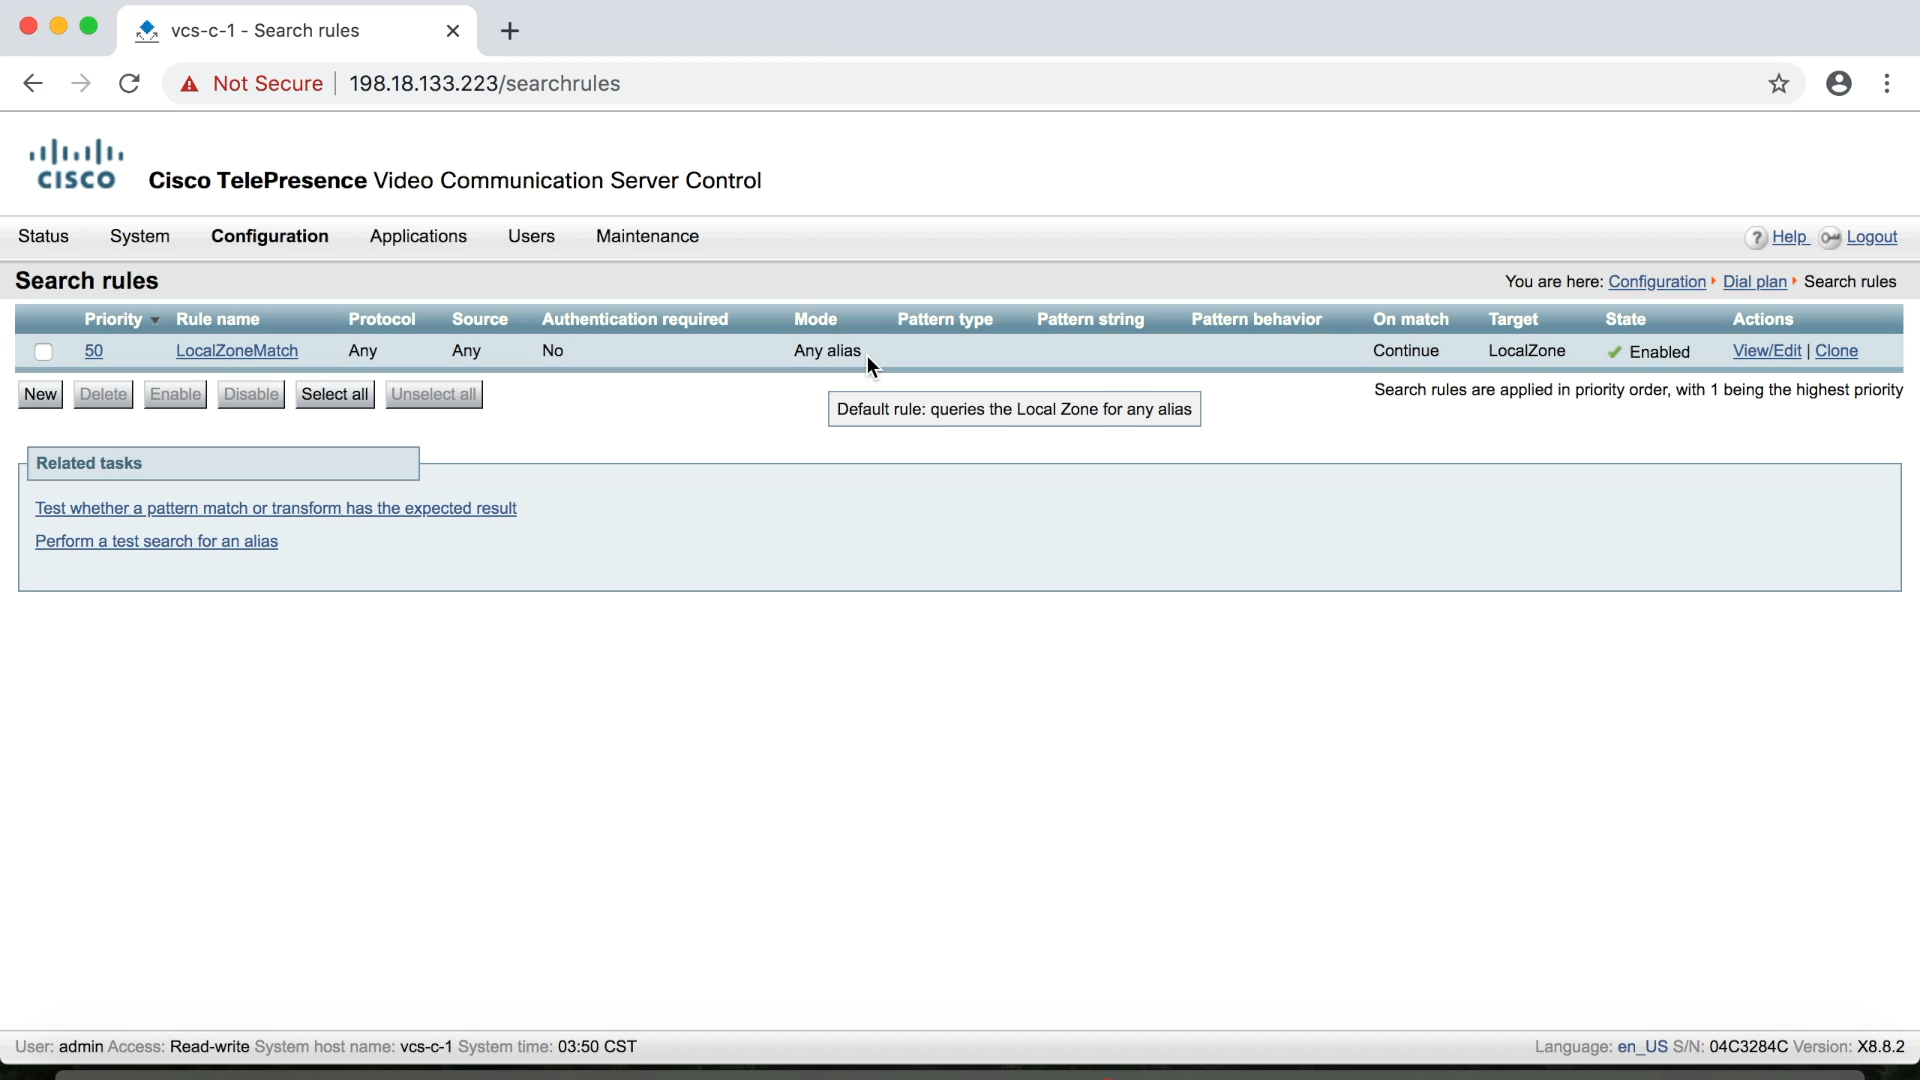 vcs-c-1 - Search rules
Not Secure 198.18.133.223/searchrules
CISCO
Cisco TelePresence Video Communication Server Control
Status System Configuration Applications Users Maintenance ? Help Logout
Search rules You are here: Configuration Dial plan Search rules
Priority Rule name Protocol Source Authentication required Mode Pattern type Pattern string Pattern behavior On match Target State Actions
50 LocalZoneMatch Any Any No Any alias Continue LocalZone Enabled View/Edit | Clone
New Delete Enable Disable Select all Unselect all Search rules are applied in priority order, with 1 being the highest priority
Default rule: queries the Local Zone for any alias
Related tasks
Test whether a pattern match or transform has the expected result
Perform a test search for an alias
User: admin Access: Read-write System host name: vcs-c-1 System time: 03:50 CST Language: en_US S/N: 04C3284C Version: X8.8.2